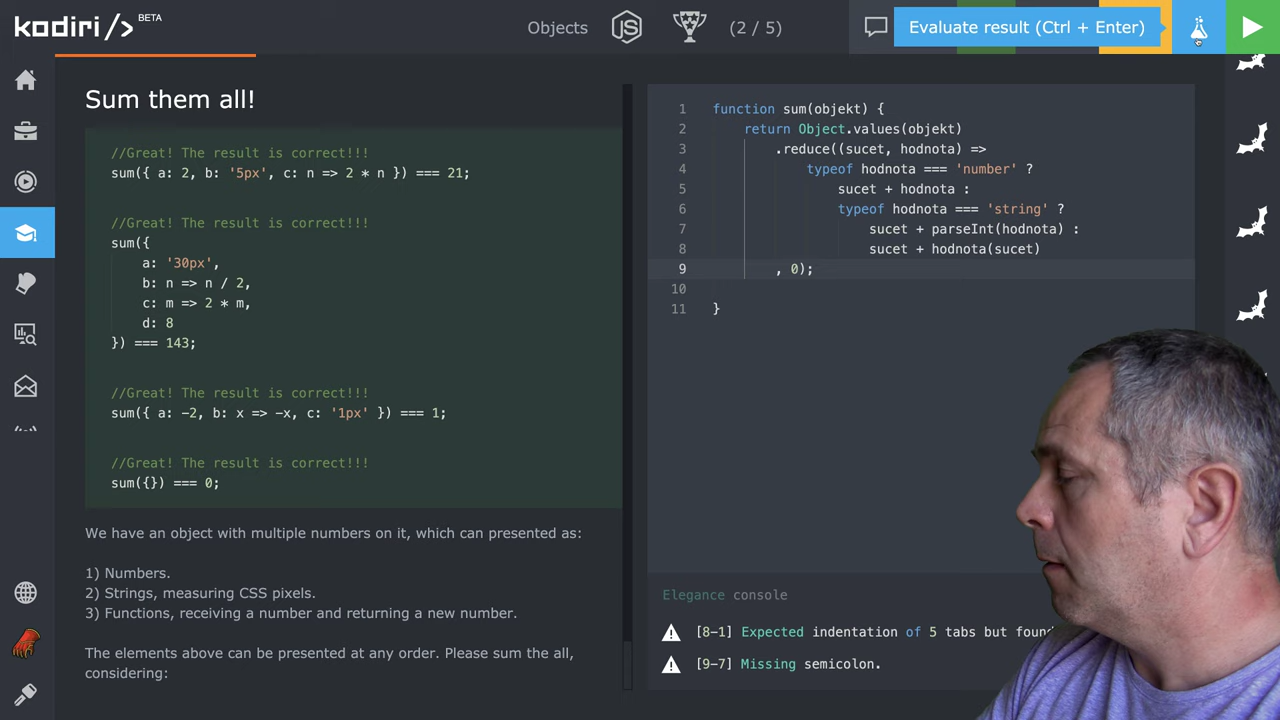 kodiri/> BETA
Objects
(2 / 5)
Evaluate result (Ctrl + Enter)
Sum them all!
//Great! The result is correct!!!
sum({ a: 2, b: '5px', c: n => 2 * n }) === 21;
//Great! The result is correct!!!
sum({
a: '30px',
b: n => n / 2,
c: m => 2 * m,
d: 8
}) === 143;
//Great! The result is correct!!!
sum({ a: -2, b: x => -x, c: '1px' }) === 1;
//Great! The result is correct!!!
sum({}) === 0;
We have an object with multiple numbers on it, which can presented as:
1) Numbers.
2) Strings, measuring CSS pixels.
3) Functions, receiving a number and returning a new number.
The elements above can be presented at any order. Please sum the all,
considering:
1 function sum(objekt) {
2 return Object.values(objekt)
3 .reduce((sucet, hodnota) =>
4 typeof hodnota === 'number' ?
5 sucet + hodnota :
6 typeof hodnota === 'string' ?
7 sucet + parseInt(hodnota) :
8 sucet + hodnota(sucet)
9 , 0);
10
11 }
Elegance console
[8-1] Expected indentation of 5 tabs but found
[9-7] Missing semicolon.